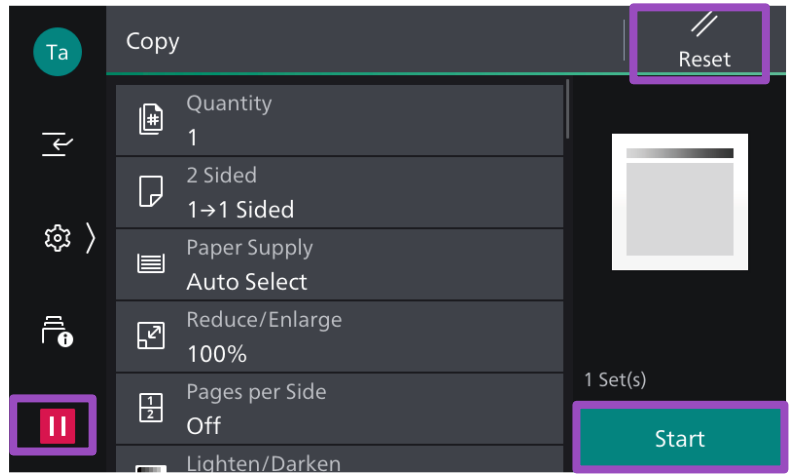 Ta
Copy
Reset
Quantity
1
2 Sided
1→1 Sided
Paper Supply
Auto Select
Reduce/Enlarge
100%
Pages per Side
Off
Lighten/Darken
1 Set(s)
Start